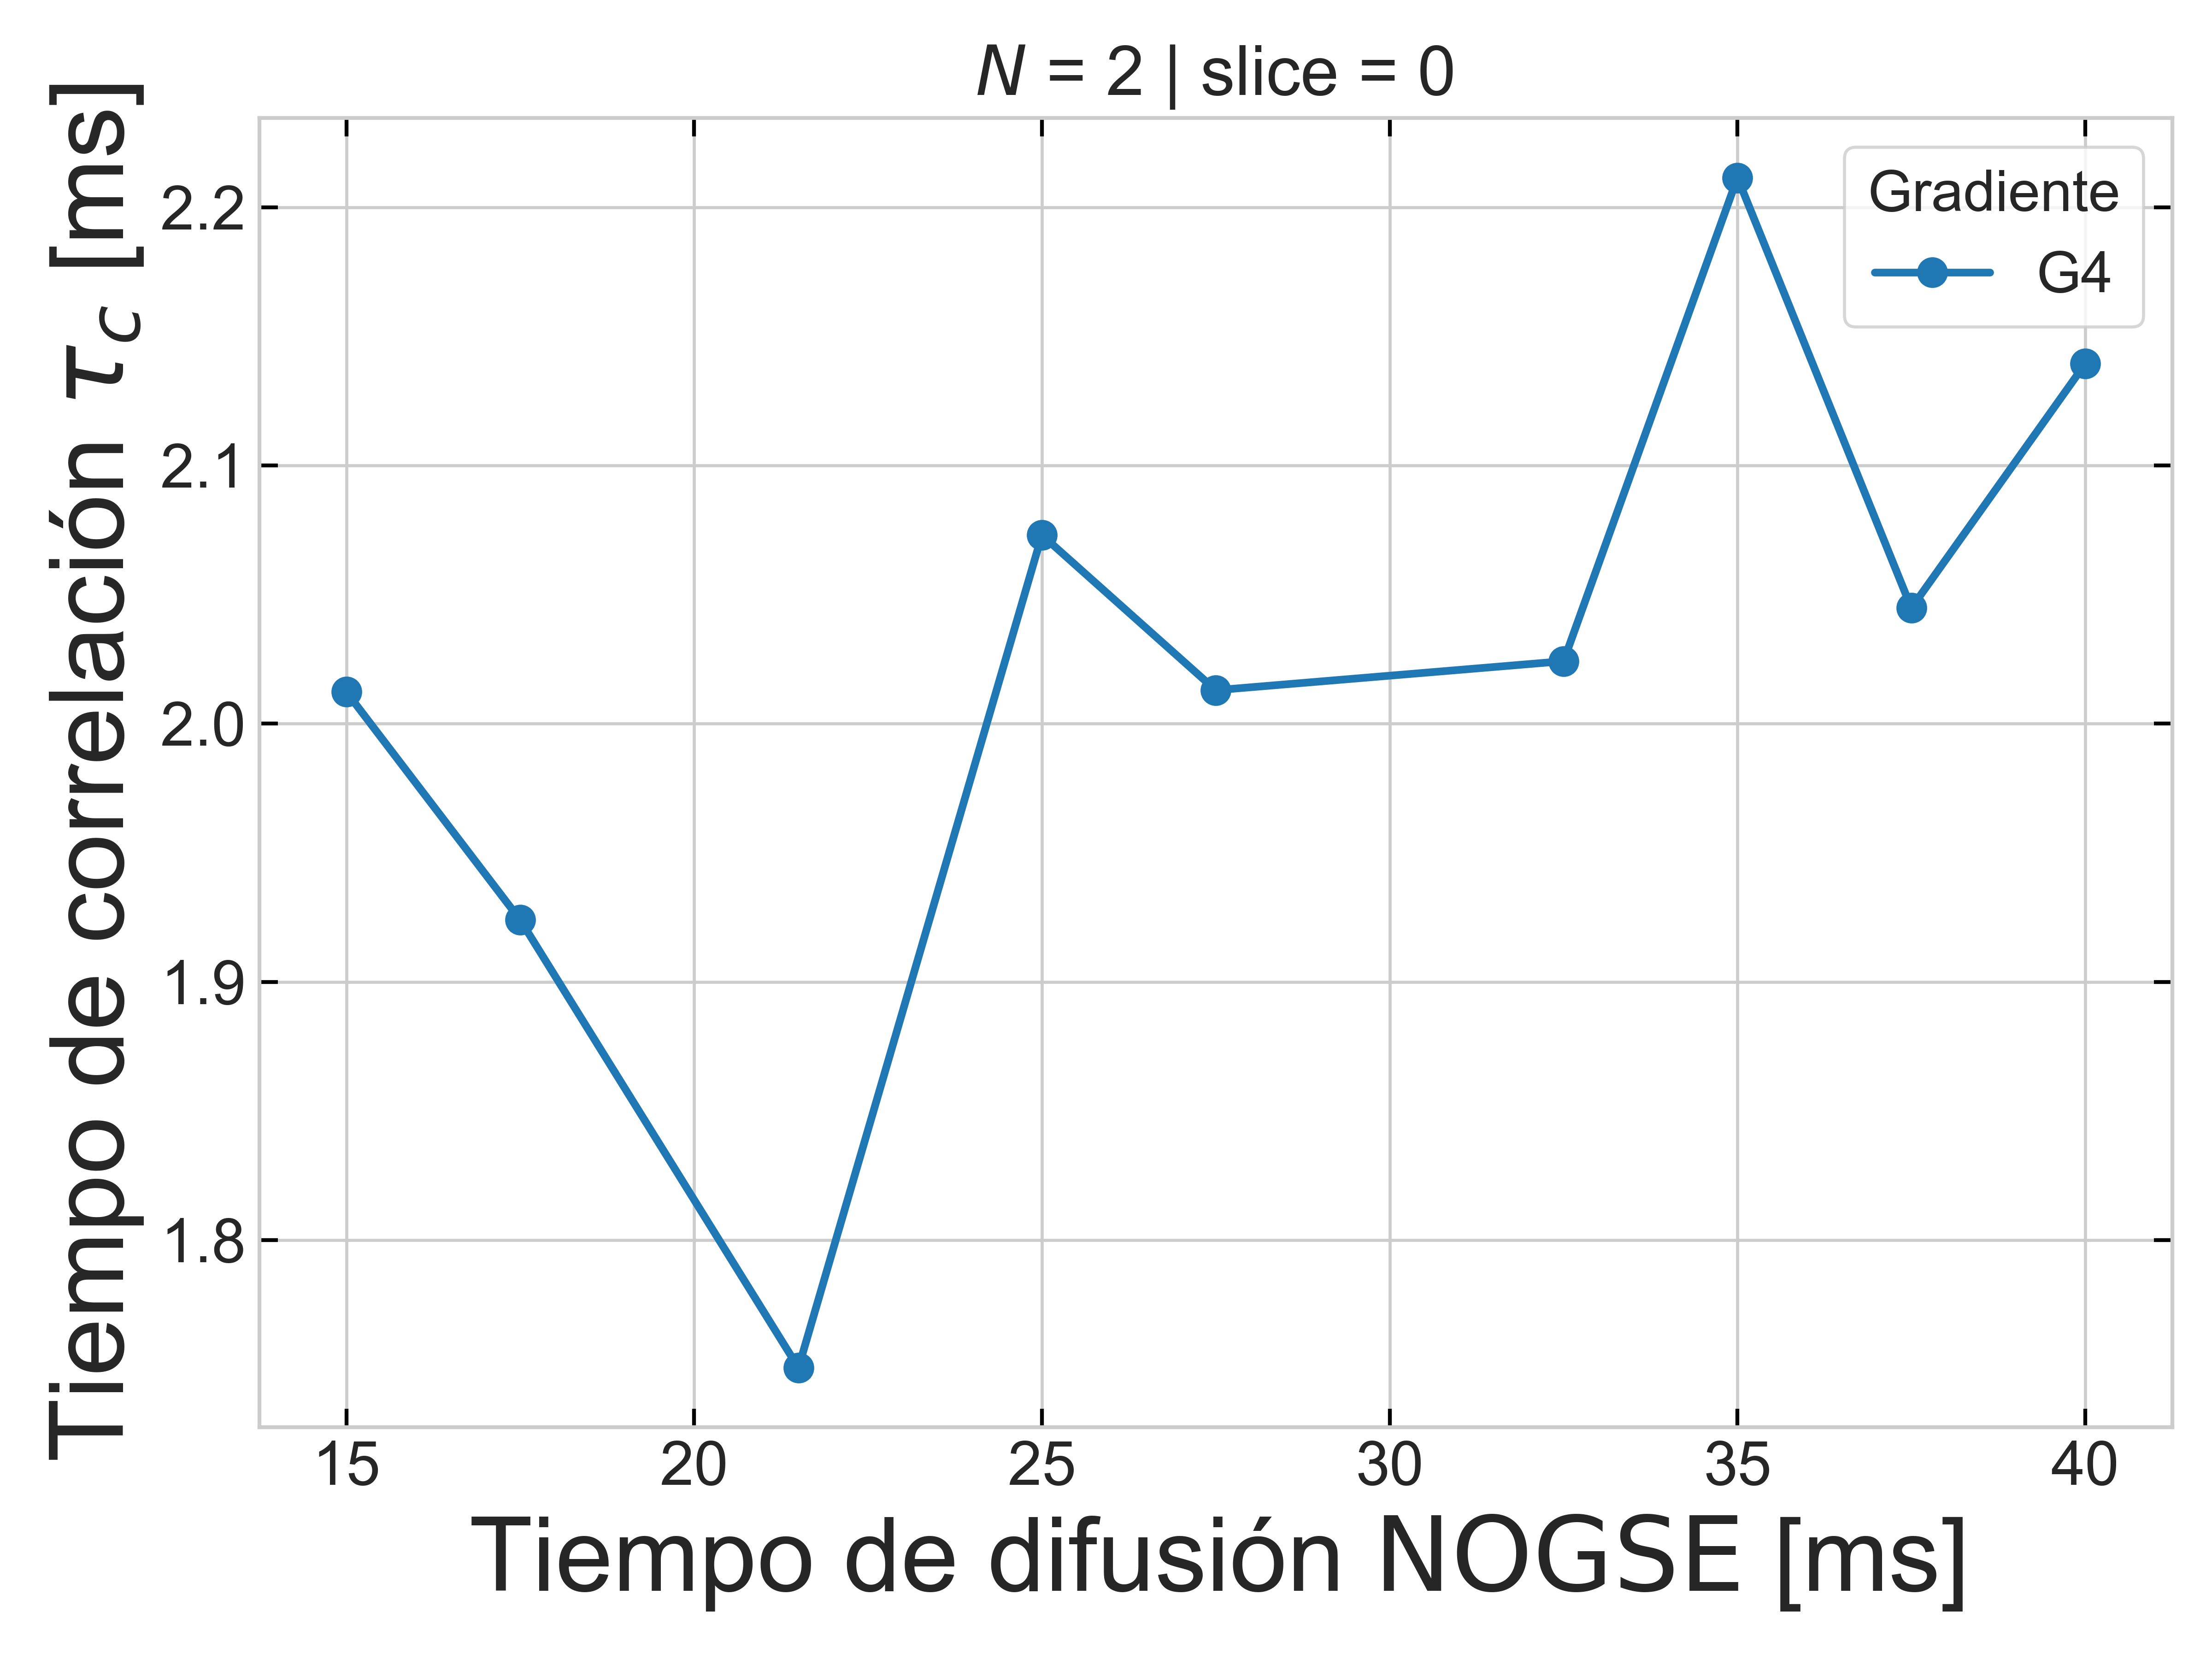 N = 2 | slice = 0
Tiempo de correlación τc [ms]
2.2
2.1
2.0
1.9
1.8
Gradiente
G4
15 20 25 30 35 40
Tiempo de difusión NOGSE [ms]